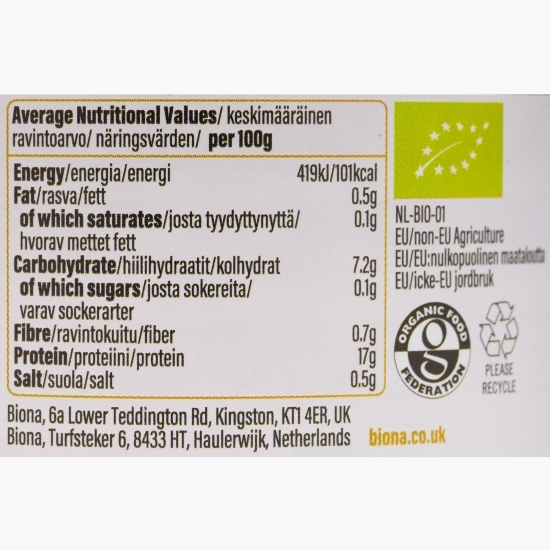 Average Nutritional Values/ keskimääräinen
ravintoarvo/ näringsvärden/ per 100g
Energy/energia/energi 419kJ/101kcal
Fat/rasva/fett 0.5g
of which saturates/josta tyydyttynyttä/ 0.1g
hvorav mettet fett
Carbohydrate/hiilihydraatit/kolhydrat 7.2g
of which sugars/josta sokereita/ 0.1g
varav sockerarter
Fibre/ravintokuitu/fiber 0.7g
Protein/proteiini/protein 17g
Salt/suola/salt 0.5g
Biona, 6a Lower Teddington Rd, Kingston, KT1 4ER, UK
Biona, Turfsteker 6, 8433 HT, Haulerwijk, Netherlands biona.co.uk
NL-BIO-01
EU/non-EU Agriculture
EU/EU:nulkopuolinen maataloutta
EU/icke-EU jordbruk
ORGANIC FOOD
FEDERATION
PLEASE
RECYCLE